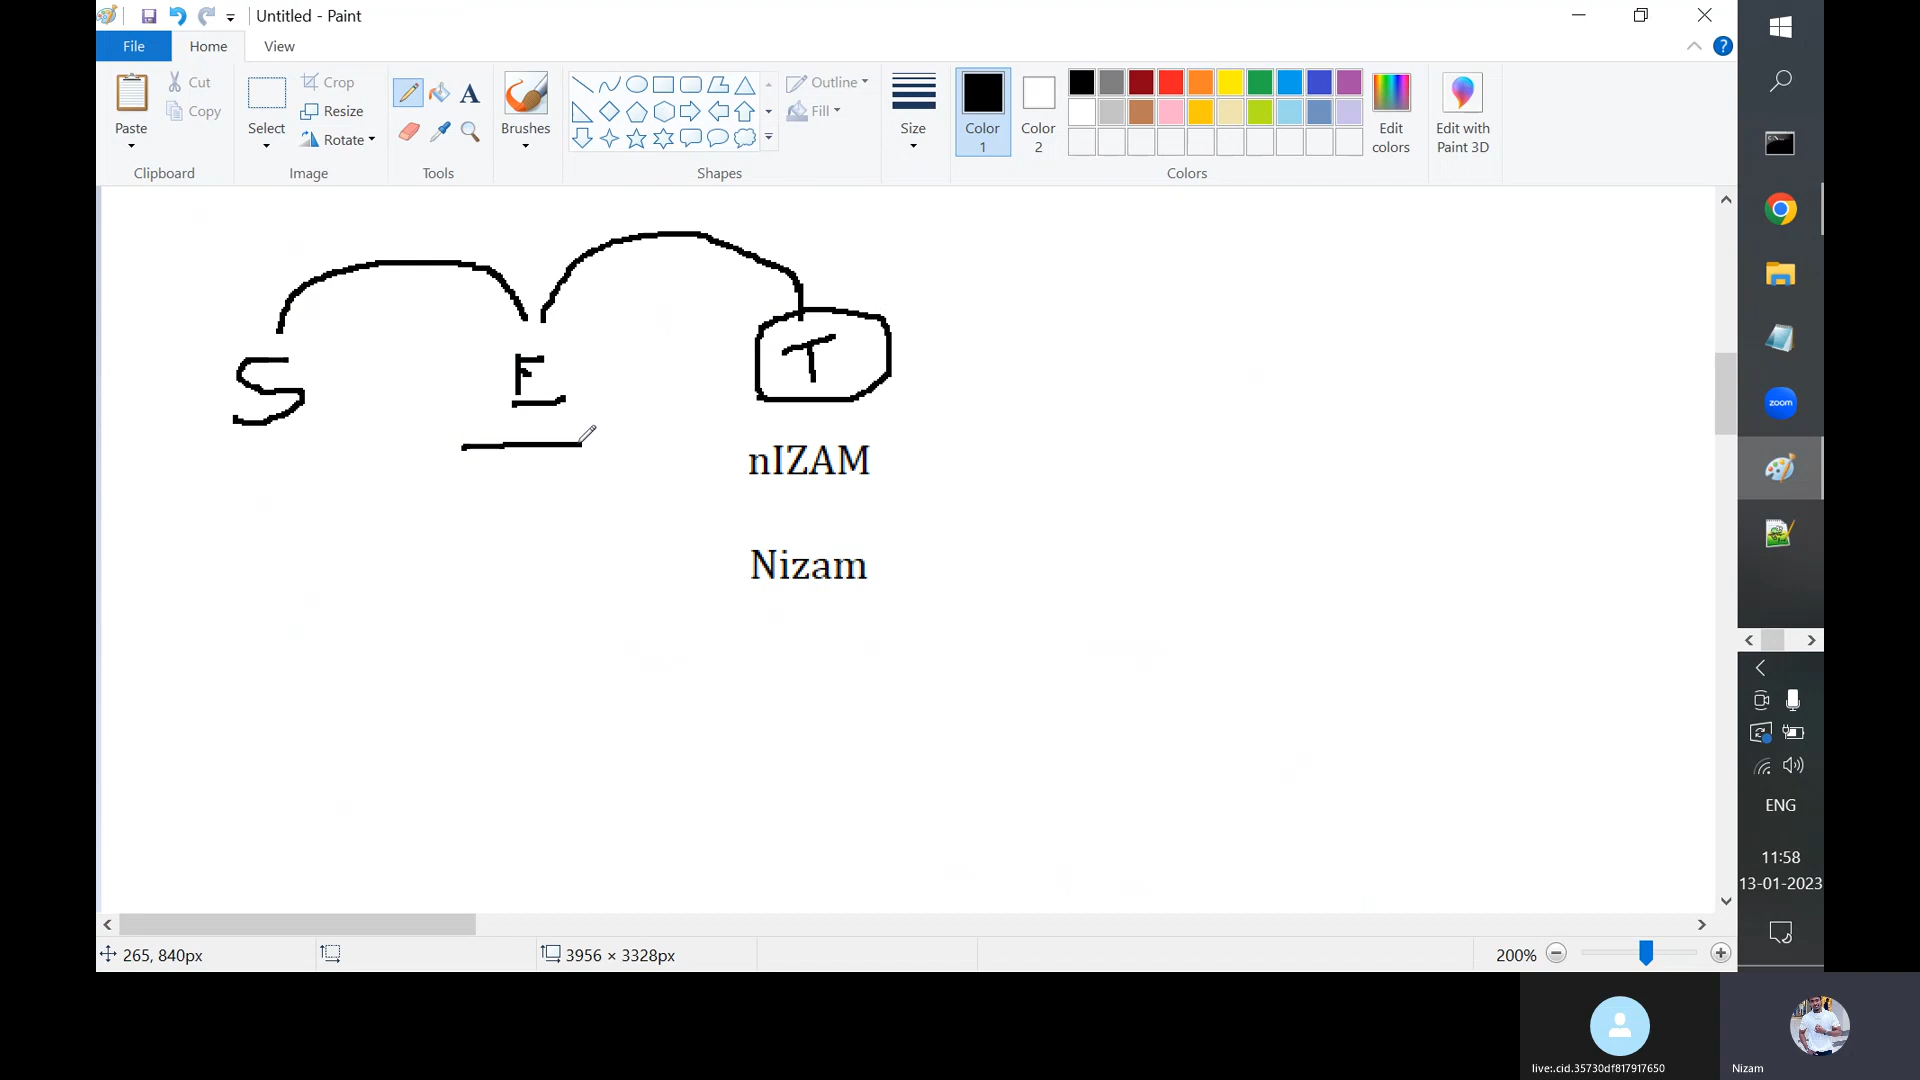 Untitled - Paint
File Home View
Paste
Cut
Copy
Clipboard
Select
Crop
Resize
Rotate
Image
Tools
Brushes
Shapes
Outline
Fill
Size
Color 1
Color 2
Edit colors
Edit with Paint 3D
Colors
S E T
nIZAM
Nizam
zoom
ENG
11:58
13-01-2023
265, 840px
3956 × 3328px
200%
live:.cid.35730df817917650
Nizam